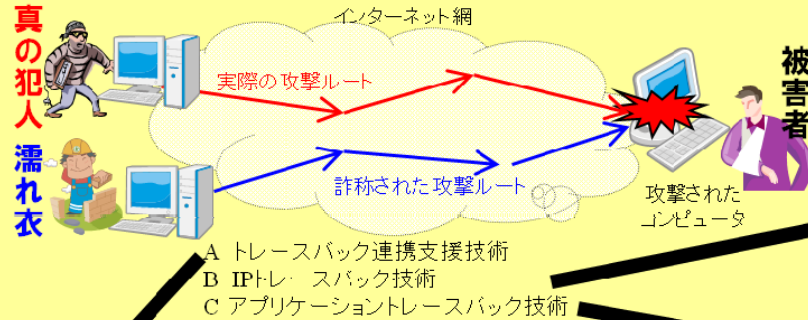 インターネット網
真の犯人
実際の攻撃ルート
被害者
濡れ衣
詐称された攻撃ルート
攻撃された
コンピュータ
A トレースバック連携支援技術
B IPトレースバック技術
C アプリケーショントレースバック技術